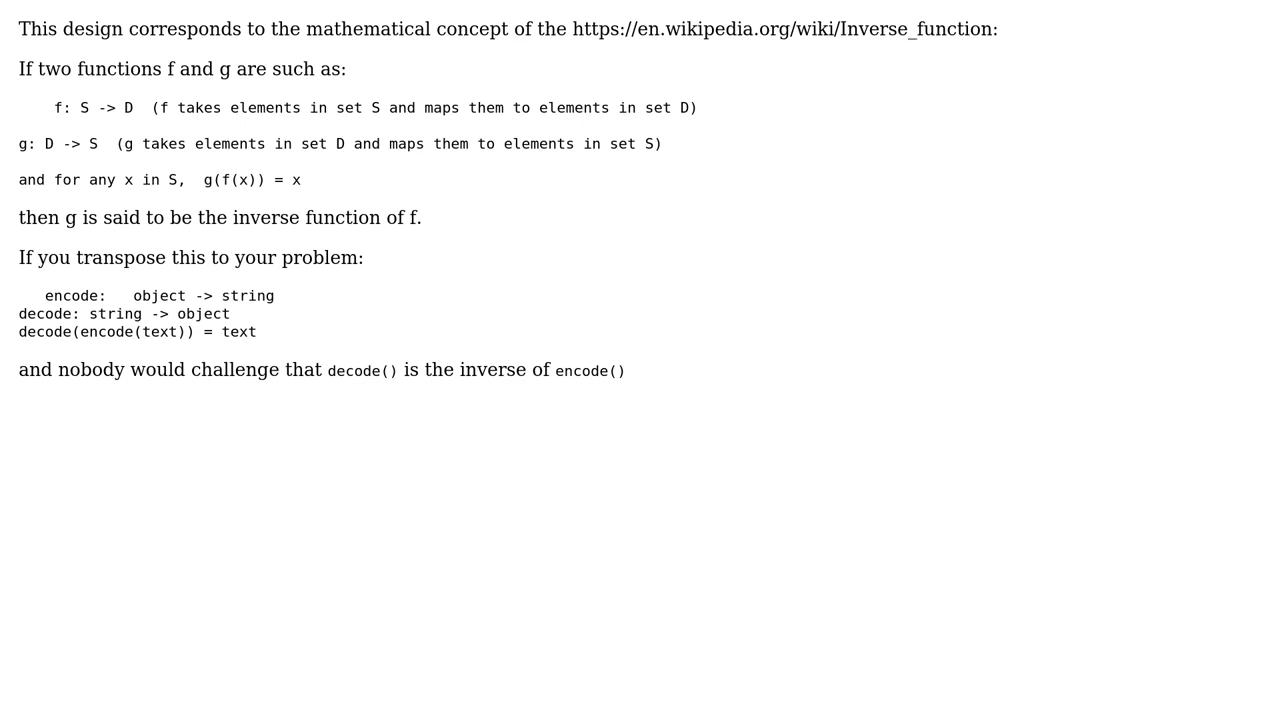 This design corresponds to the mathematical concept of the https://en.wikipedia.org/wiki/Inverse_function:
If two functions f and g are such as:
f: S -> D  (f takes elements in set S and maps them to elements in set D)
g: D -> S  (g takes elements in set D and maps them to elements in set S)
and for any x in S,  g(f(x)) = x
then g is said to be the inverse function of f.
If you transpose this to your problem:
encode:   object -> string
decode: string -> object
decode(encode(text)) = text
and nobody would challenge that decode() is the inverse of encode()